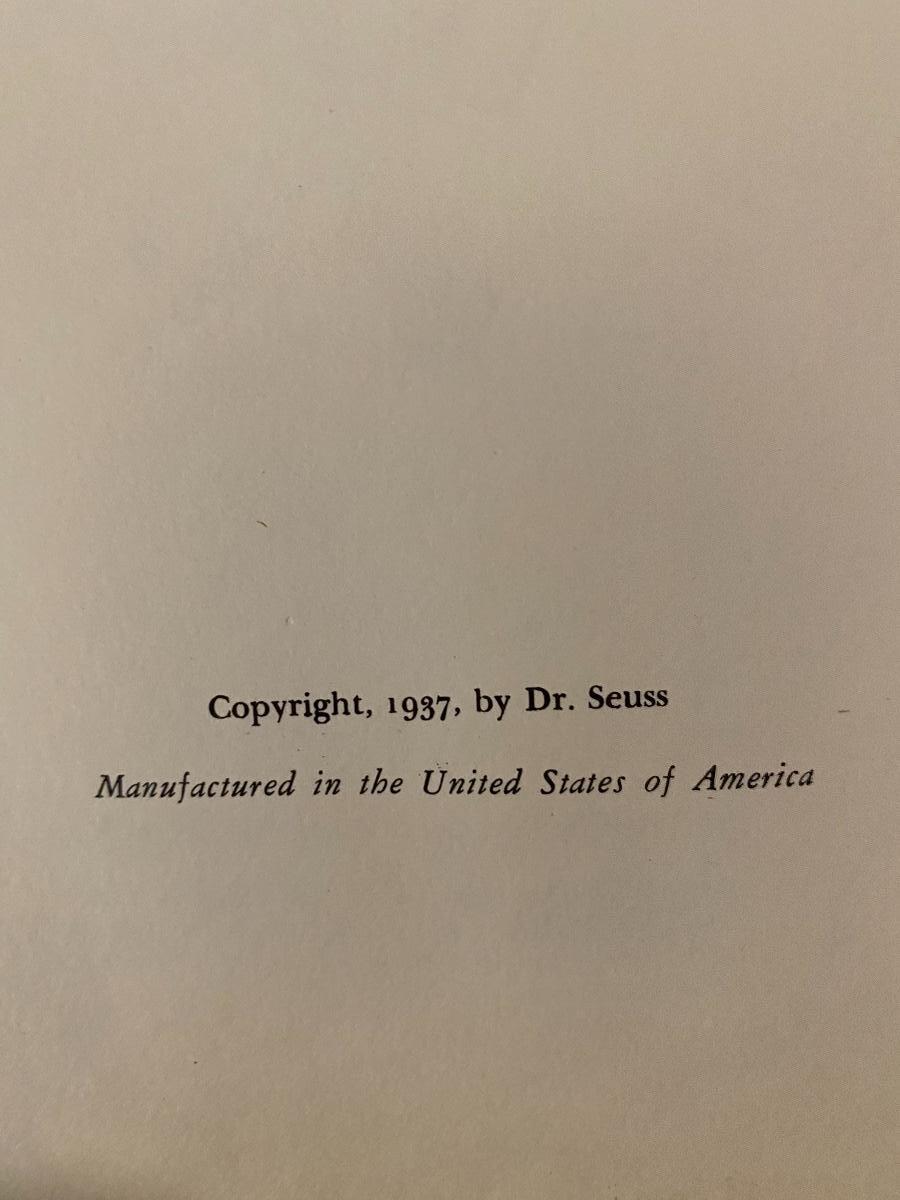 Copyright, 1937, by Dr. Seuss
Manufactured in the United States of America